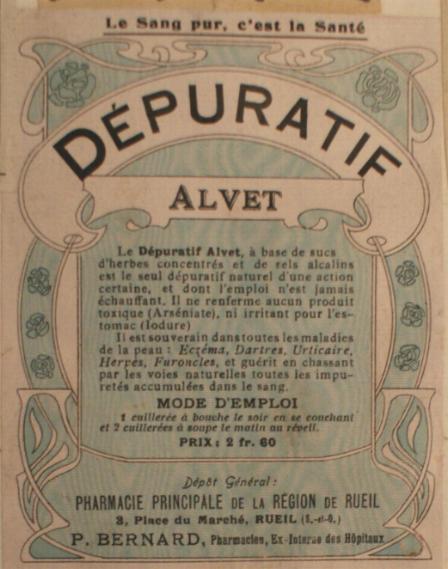 Le Sang pur, c'est la Santé
DÉPURATIF
ALVET
Le Dépuratif Alvet, à base de sucs
d'herbes concentrés et de sels alcalins
est le seul dépuratif naturel d'une action
certaine, et dont l'emploi n'est jamais
échauffant. Il ne renferme aucun produit
toxique (Arséniate), ni irritant pour l'es-
tomac (Iodure)
Il est souverain dans toutes les maladies
de la peau : Eczéma, Dartres, Urticaire,
Herpès, Furoncles, et guérit en chassant
par les voies naturelles toutes les impu-
retés accumulées dans le sang.
MODE D'EMPLOI
1 cuillerée à bouche le soir en se couchant
et 2 cuillerées à soupe le matin au réveil.
PRIX : 2 fr. 60
Dépôt Général :
PHARMACIE PRINCIPALE DE LA RÉGION DE RUEIL
3, Place du Marché, RUEIL (S.-et-O.)
P. BERNARD, Pharmacien, Ex-Interne des Hôpitaux